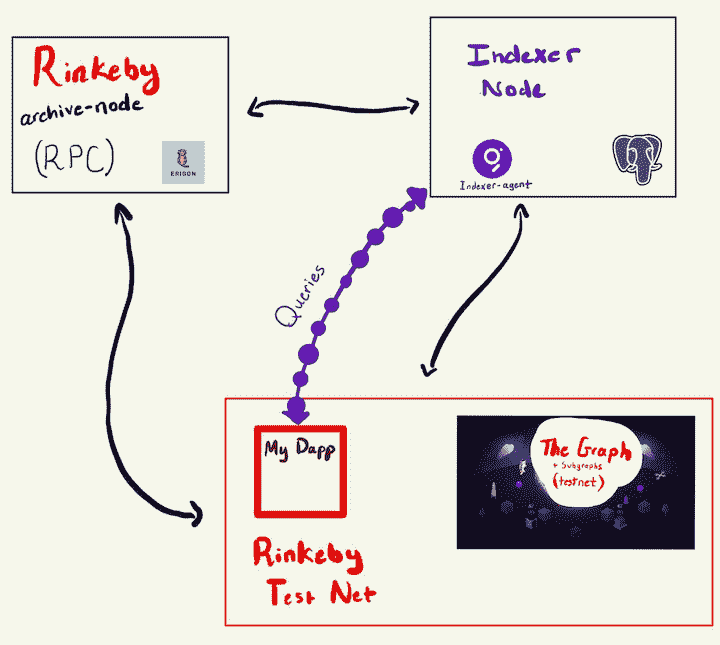 Rinkeby
archive-node
(RPC)
ERIGON
Indexer
Node
Indexer-agent
Queries
My Dapp
The Graph
+ Subgraphs
(testnet)
Rinkeby
Test Net